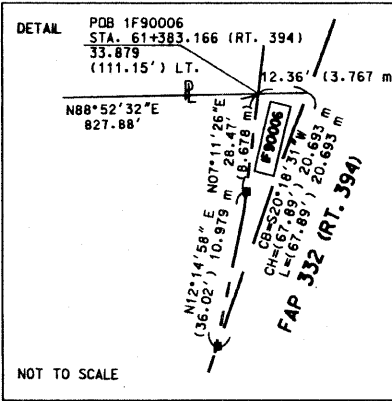 DETAIL
POB 1F90006
STA. 61+383.166 (RT. 394)
33.879
(111.15') LT.
12.36' (3.767 m
N88°52'32"E
827.88'
N07°11'26"E
28.47'
(8.678 m)
1F90006
CB=S20°18'31"W
CH=(67.89') 20.693 m
L=(67.89') 20.693 m
N12°14'58" E
(36.02') 10.979 m
FAP 332 (RT. 394)
NOT TO SCALE